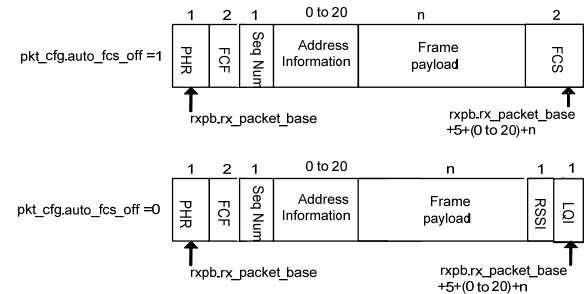 1 2 1 0 to 20 n 2
pkt_cfg.auto_fcs_off =1
PHR
FCF
Seq Num
Address
Information
Frame
payload
FCS
rxpb.rx_packet_base
rxpb.rx_packet_base
+5+(0 to 20)+n
1 2 1 0 to 20 n 1 1
pkt_cfg.auto_fcs_off =0
PHR
FCF
Seq Num
Address
Information
Frame
payload
RSSI
LQI
rxpb.rx_packet_base
rxpb.rx_packet_base
+5+(0 to 20)+n